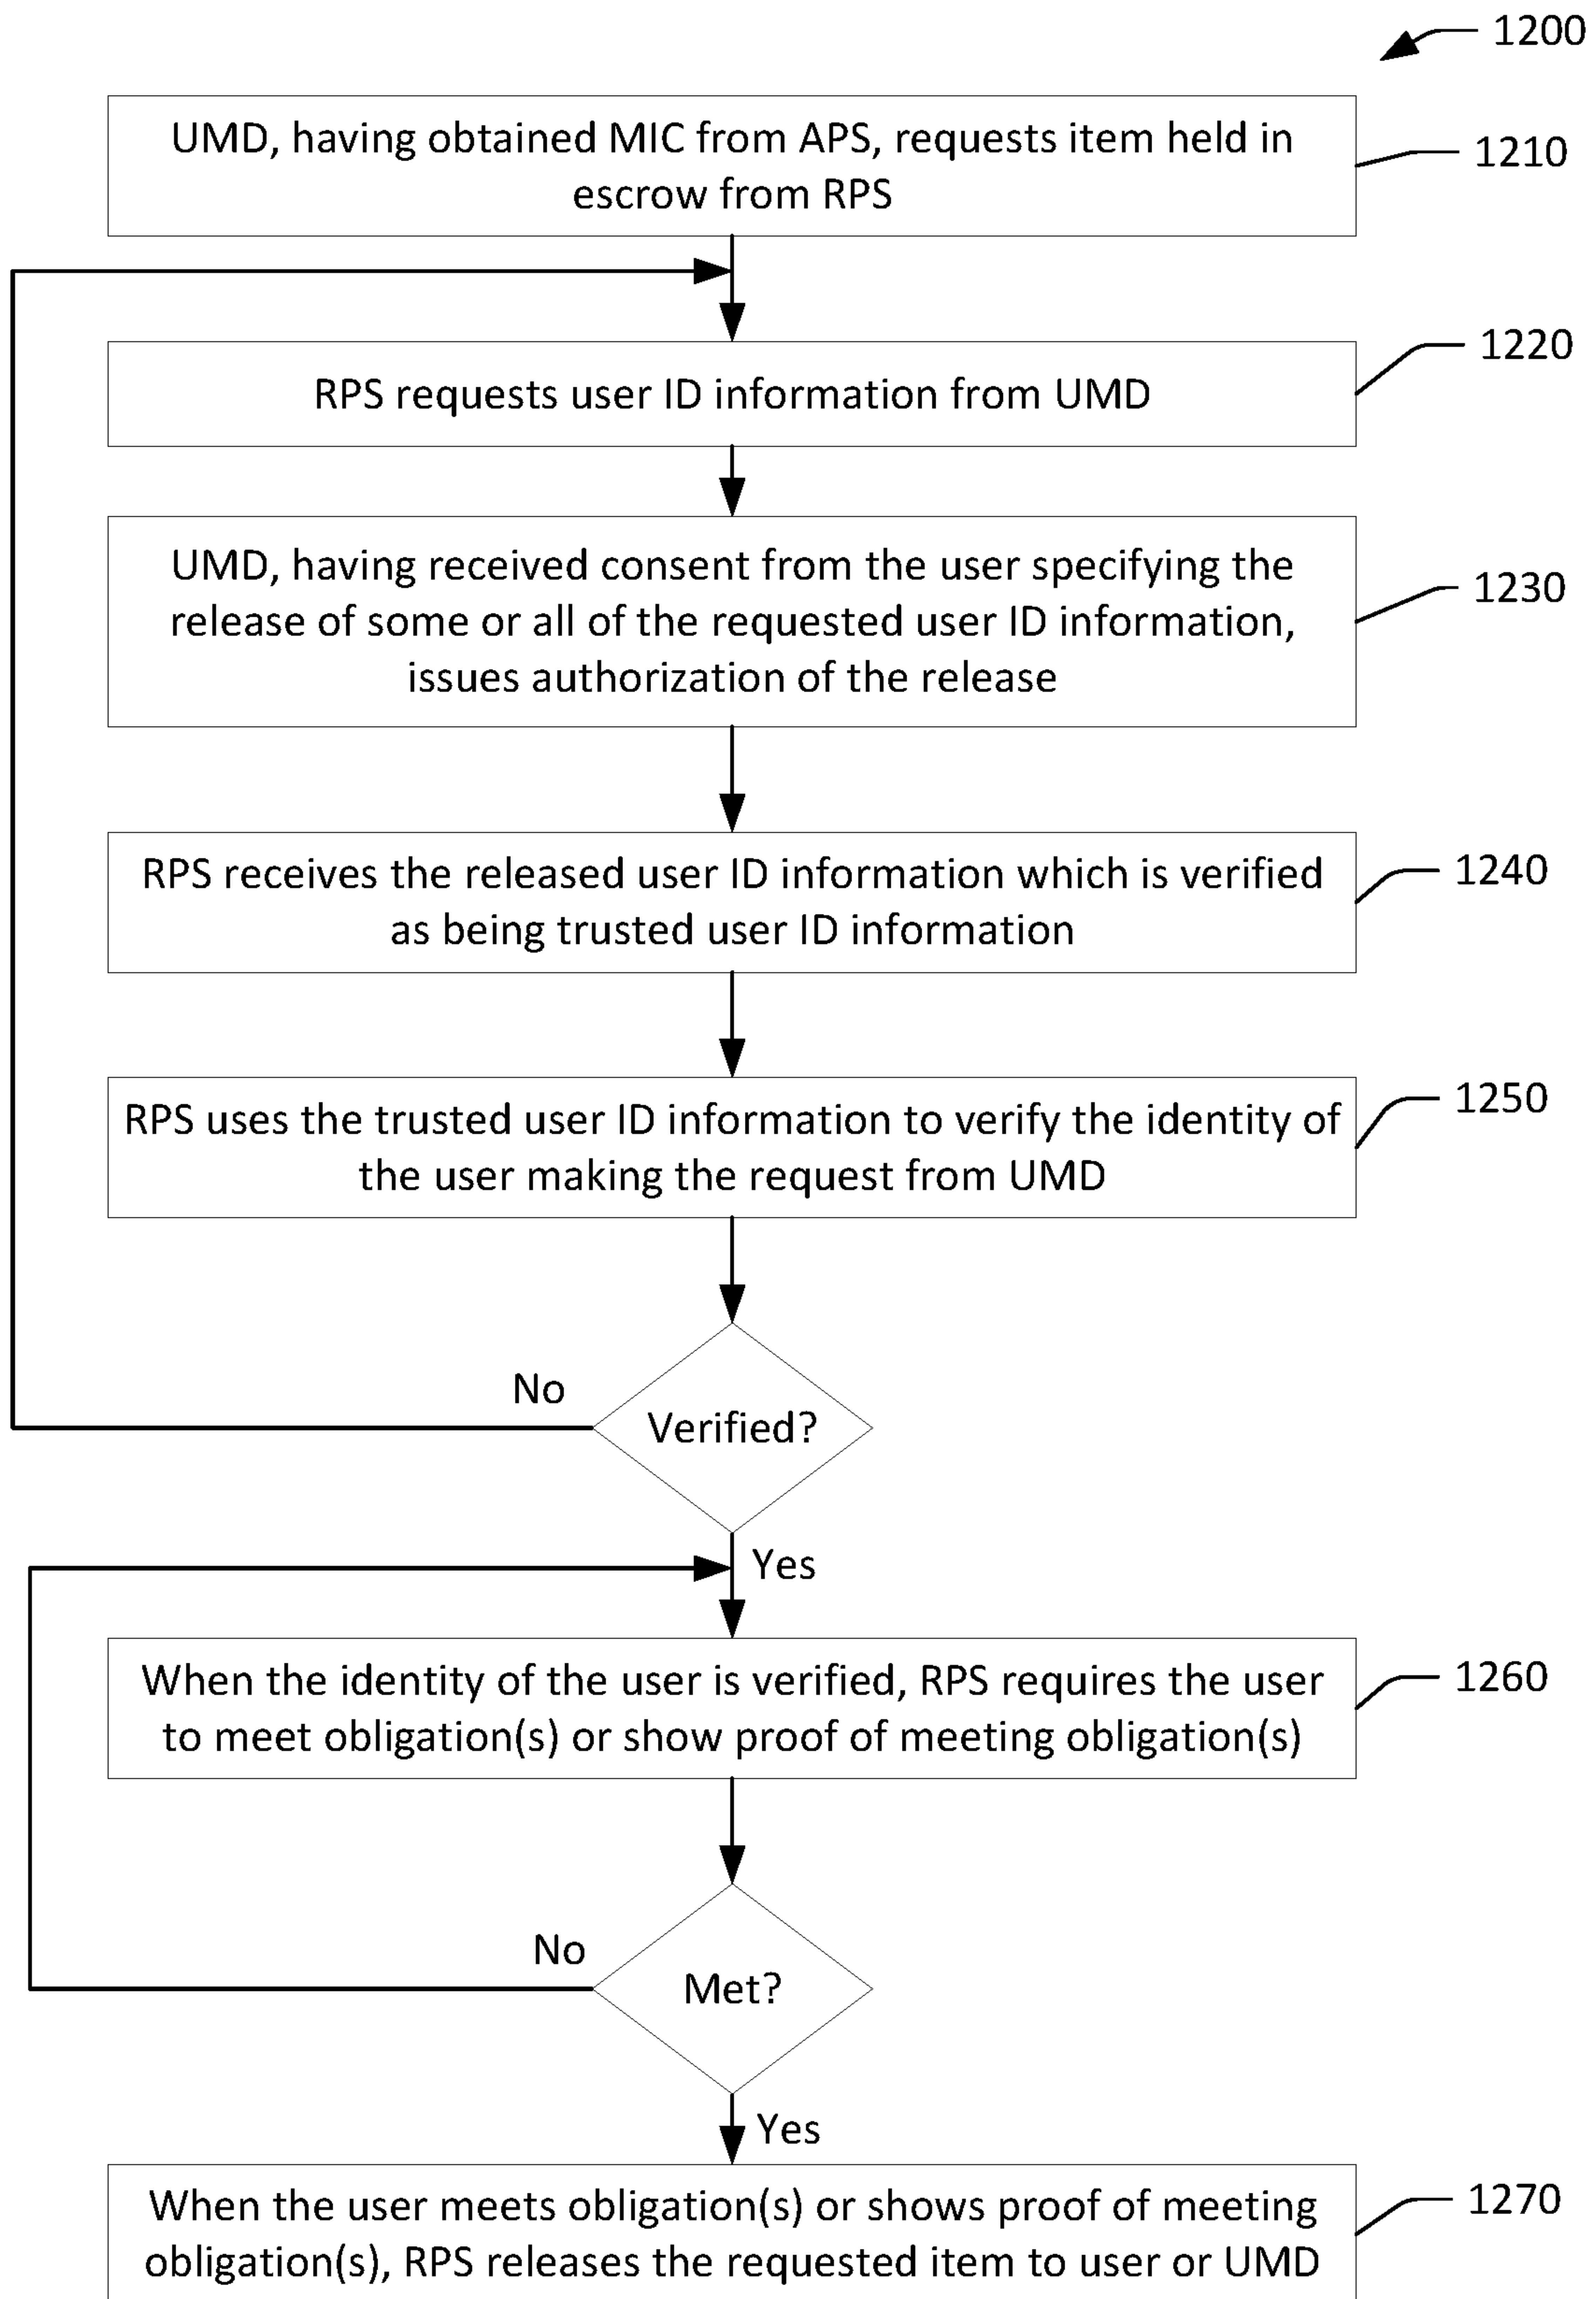 1200
UMD, having obtained MIC from APS, requests item held in
escrow from RPS
1210
RPS requests user ID information from UMD
1220
UMD, having received consent from the user specifying the
release of some or all of the requested user ID information,
issues authorization of the release
1230
RPS receives the released user ID information which is verified
as being trusted user ID information
1240
RPS uses the trusted user ID information to verify the identity of
the user making the request from UMD
1250
No
Verified?
Yes
When the identity of the user is verified, RPS requires the user
to meet obligation(s) or show proof of meeting obligation(s)
1260
No
Met?
Yes
When the user meets obligation(s) or shows proof of meeting
obligation(s), RPS releases the requested item to user or UMD
1270